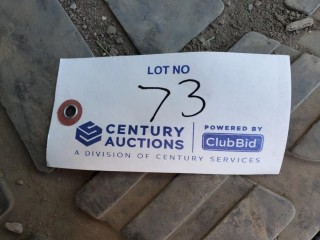 LOT NO
73
CENTURY
AUCTIONS
POWERED BY
ClubBid
A DIVISION OF CENTURY SERVICES